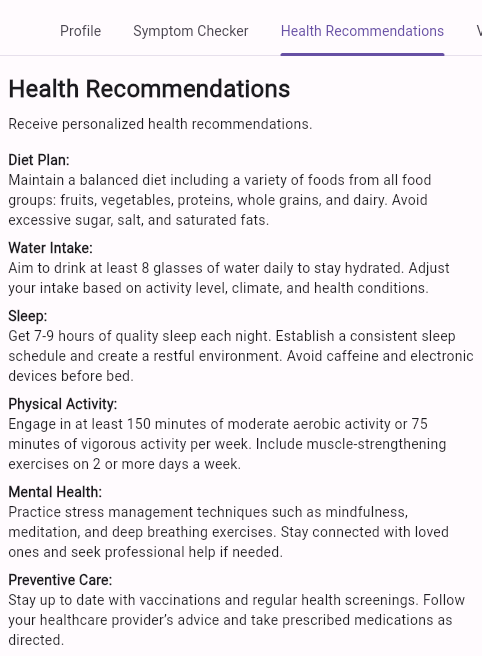 Profile Symptom Checker Health Recommendations
Health Recommendations
Receive personalized health recommendations.
Diet Plan:
Maintain a balanced diet including a variety of foods from all food
groups: fruits, vegetables, proteins, whole grains, and dairy. Avoid
excessive sugar, salt, and saturated fats.
Water Intake:
Aim to drink at least 8 glasses of water daily to stay hydrated. Adjust
your intake based on activity level, climate, and health conditions.
Sleep:
Get 7-9 hours of quality sleep each night. Establish a consistent sleep
schedule and create a restful environment. Avoid caffeine and electronic
devices before bed.
Physical Activity:
Engage in at least 150 minutes of moderate aerobic activity or 75
minutes of vigorous activity per week. Include muscle-strengthening
exercises on 2 or more days a week.
Mental Health:
Practice stress management techniques such as mindfulness,
meditation, and deep breathing exercises. Stay connected with loved
ones and seek professional help if needed.
Preventive Care:
Stay up to date with vaccinations and regular health screenings. Follow
your healthcare provider’s advice and take prescribed medications as
directed.